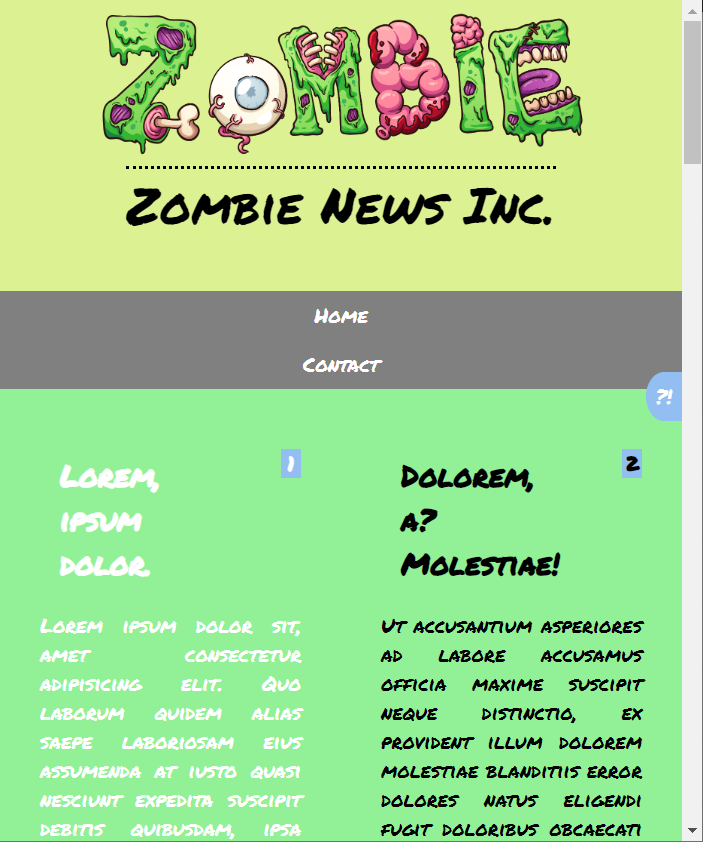 ZOMBIE
Zombie News Inc.
Home
Contact
?!
1
Lorem,
ipsum
dolor.
Lorem ipsum dolor sit,
amet consectetur
adipisicing elit. Quo
laborum quidem alias
saepe laboriosam eius
assumenda at iusto quasi
nesciunt expedita suscipit
debitis quibusdam, ipsa
2
Dolorem,
a?
Molestiae!
Ut accusantium asperiores
ad labore accusamus
officia maxime suscipit
neque distinctio, ex
provident illum dolorem
molestiae blanditiis error
dolores natus eligendi
fugit doloribus obcaecati